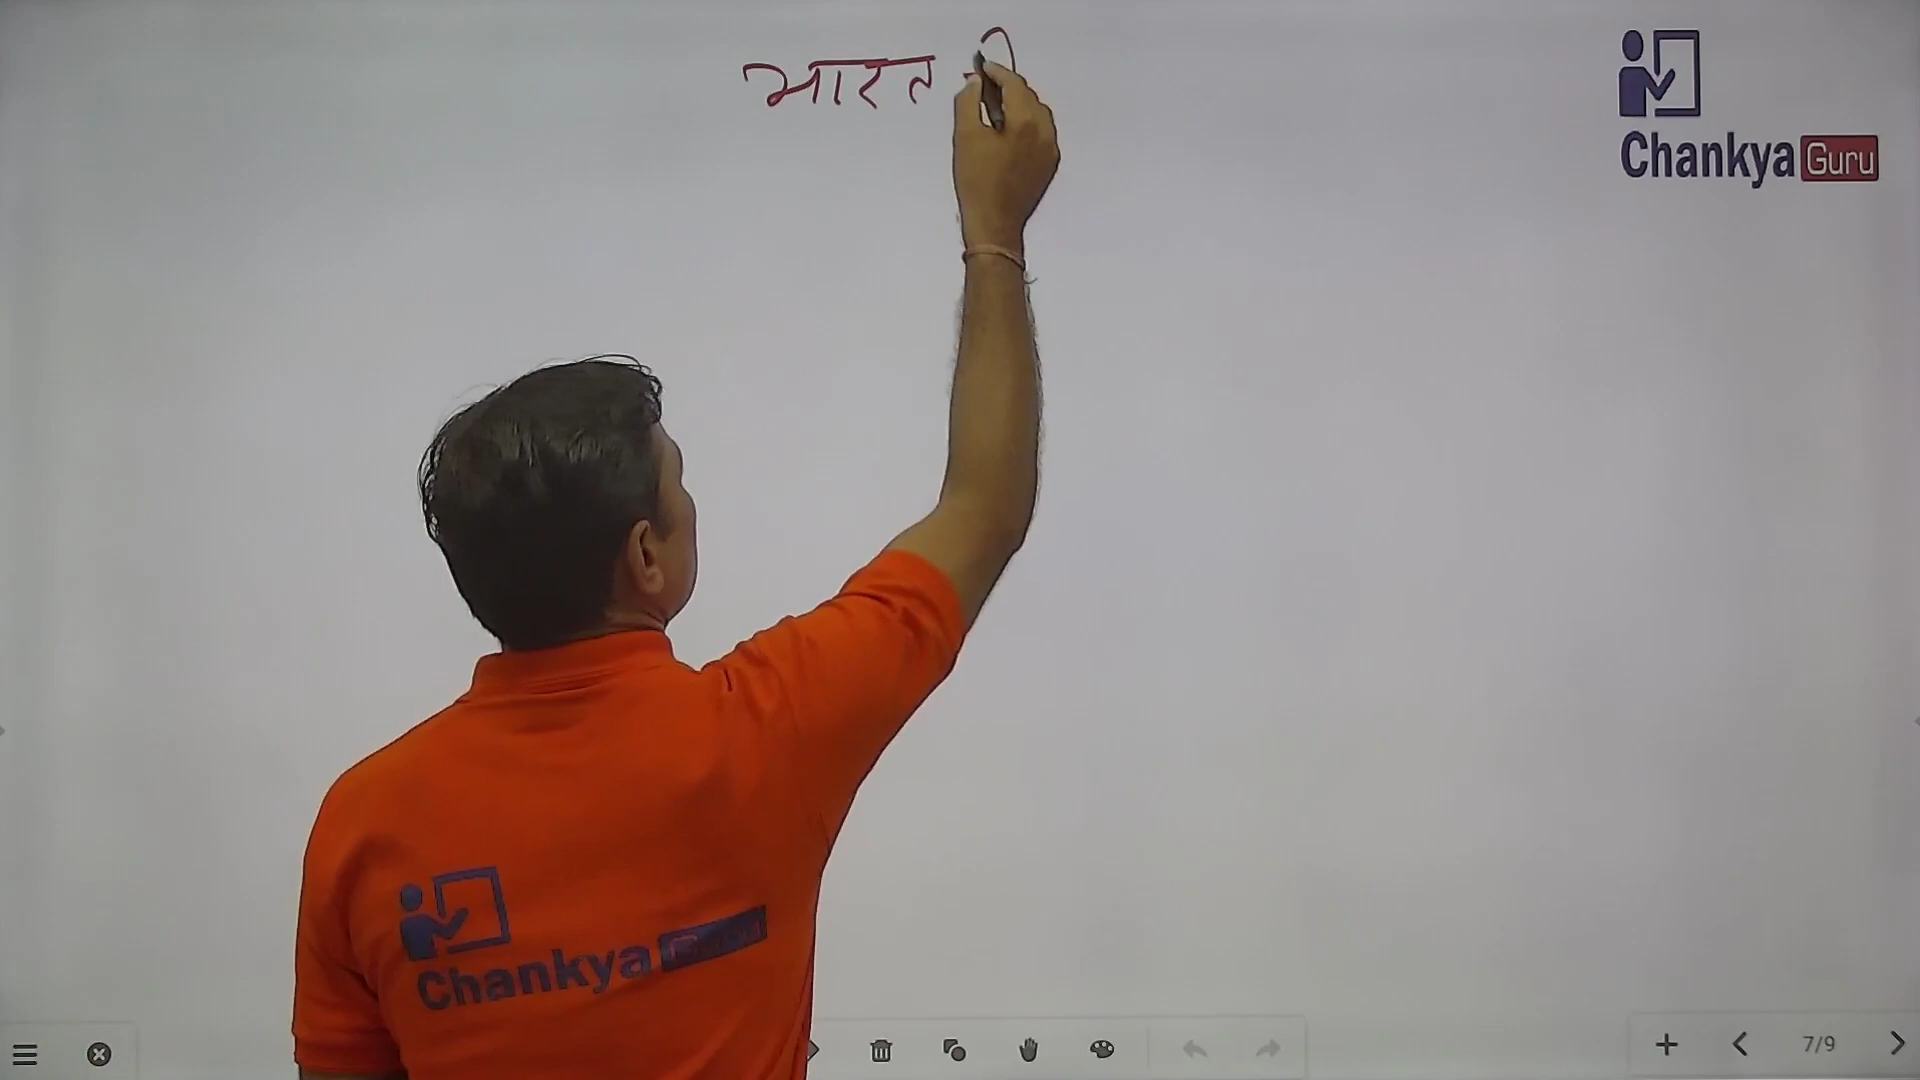 भारत
Chankya Guru
Chankya
7/9